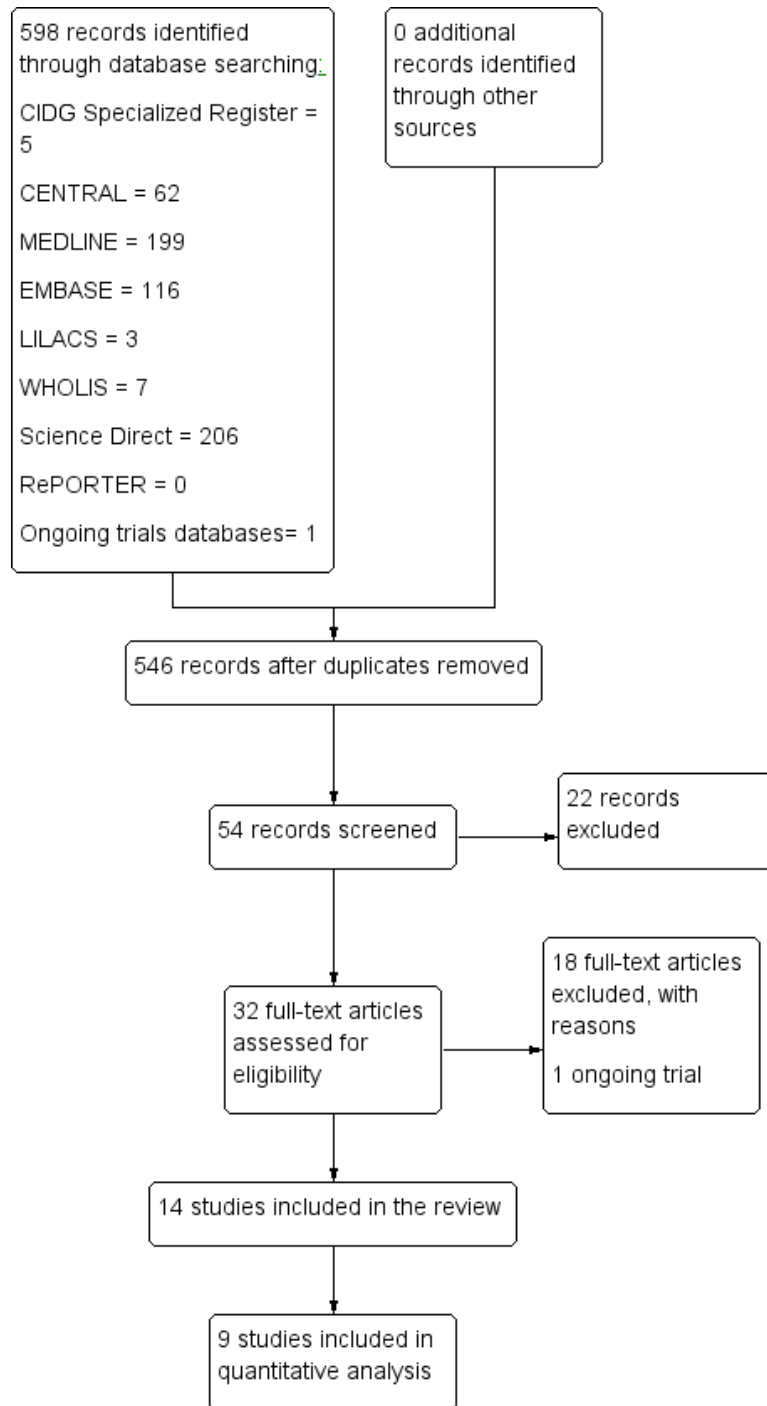 598 records identified
through database searching:
CIDG Specialized Register =
5
CENTRAL = 62
MEDLINE = 199
EMBASE = 116
LILACS = 3
WHOLIS = 7
Science Direct = 206
RePORTER = 0
Ongoing trials databases= 1
0 additional
records identified
through other
sources
546 records after duplicates removed
54 records screened
22 records
excluded
32 full-text articles
assessed for
eligibility
18 full-text articles
excluded, with
reasons
1 ongoing trial
14 studies included in the review
9 studies included in
quantitative analysis